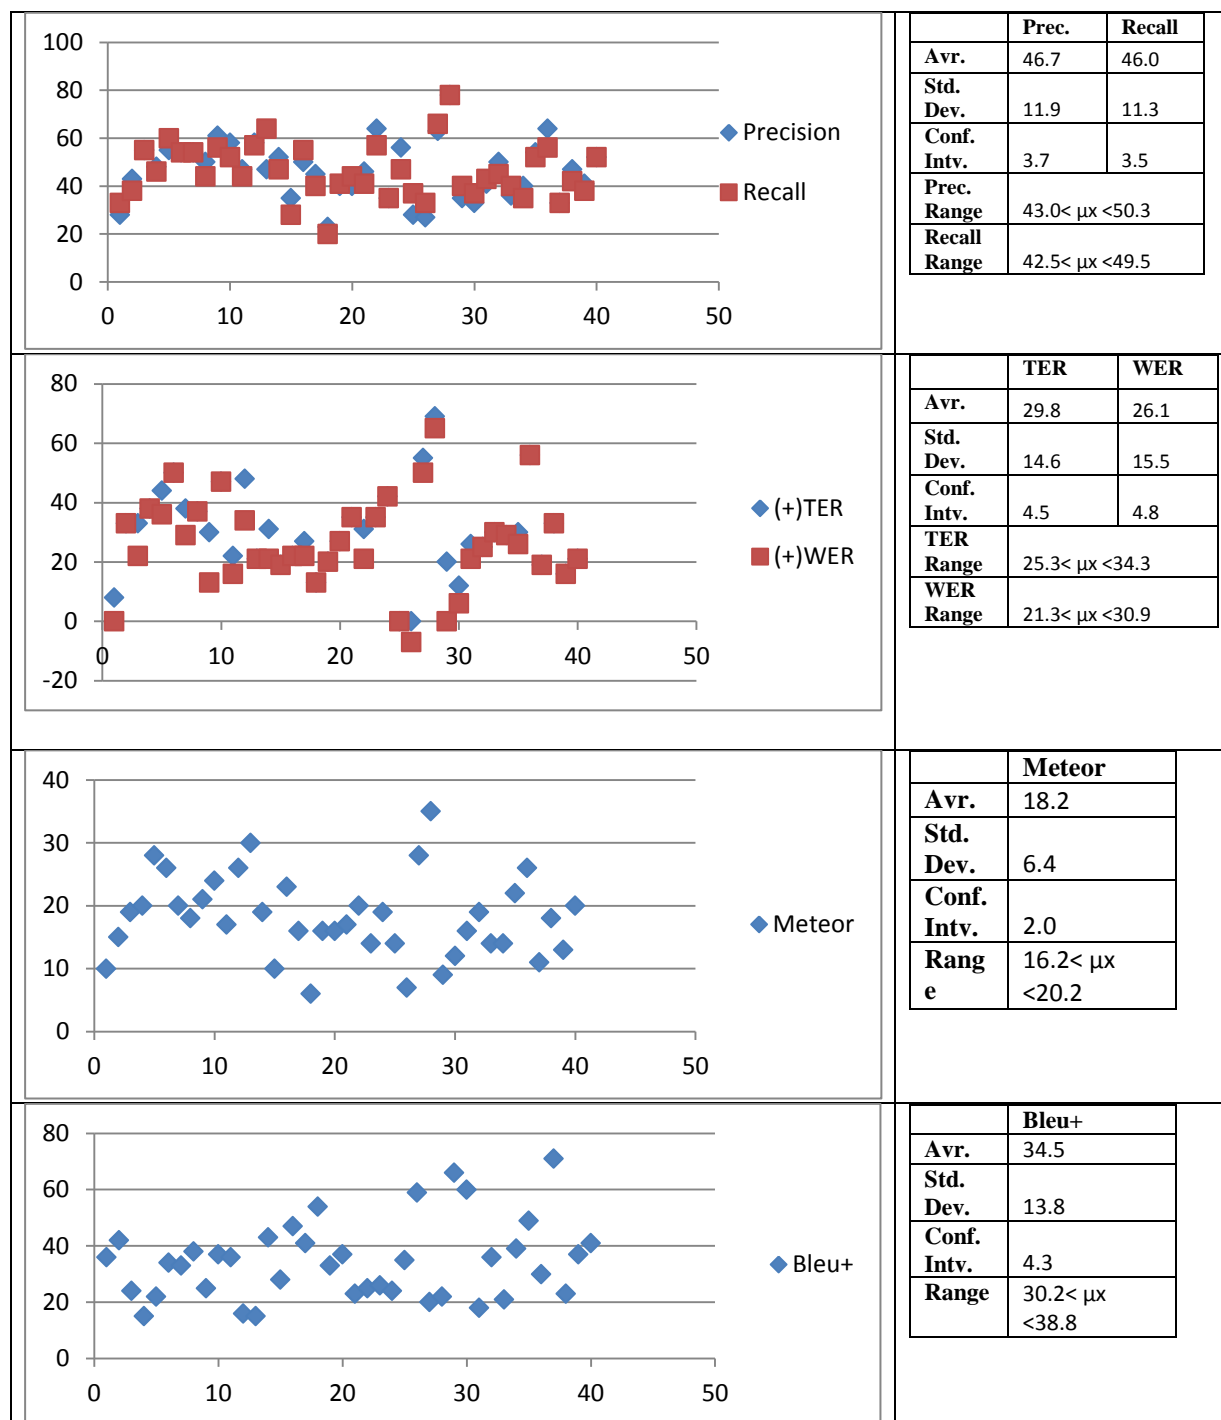 100
80
60
40
20
0
0 10 20 30 40 50
Precision
Recall
Prec. Recall
Avr. 46.7 46.0
Std.
Dev. 11.9 11.3
Conf.
Intv. 3.7 3.5
Prec.
Range 43.0< µx <50.3
Recall
Range 42.5< µx <49.5
80
60
40
20
0
-20
0 10 20 30 40 50
(+)TER
(+)WER
TER WER
Avr. 29.8 26.1
Std.
Dev. 14.6 15.5
Conf.
Intv. 4.5 4.8
TER
Range 25.3< µx <34.3
WER
Range 21.3< µx <30.9
40
30
20
10
0
0 10 20 30 40 50
Meteor
Meteor
Avr. 18.2
Std.
Dev. 6.4
Conf.
Intv. 2.0
Rang 16.2< µx
e <20.2
80
60
40
20
0
0 10 20 30 40 50
Bleu+
Bleu+
Avr. 34.5
Std.
Dev. 13.8
Conf.
Intv. 4.3
Range 30.2< µx
<38.8